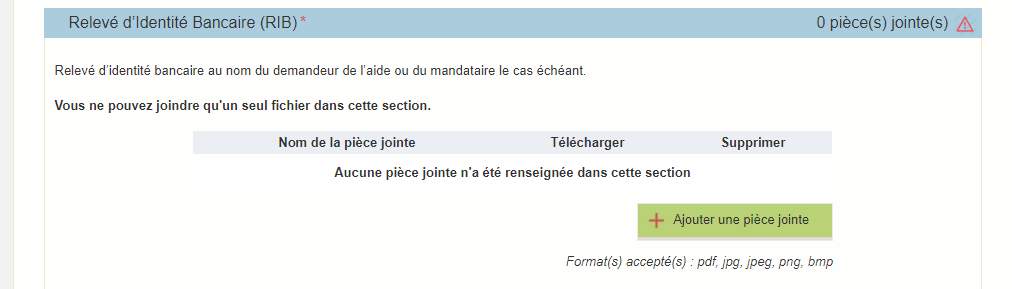 Relevé d'Identité Bancaire (RIB) * 0 pièce(s) jointe(s)
Relevé d'identité bancaire au nom du demandeur de l'aide ou du mandataire le cas échéant.
Vous ne pouvez joindre qu'un seul fichier dans cette section.
Nom de la pièce jointe Télécharger Supprimer
Aucune pièce jointe n'a été renseignée dans cette section
Ajouter une pièce jointe
Format(s) accepté(s) : pdf, jpg, jpeg, png, bmp